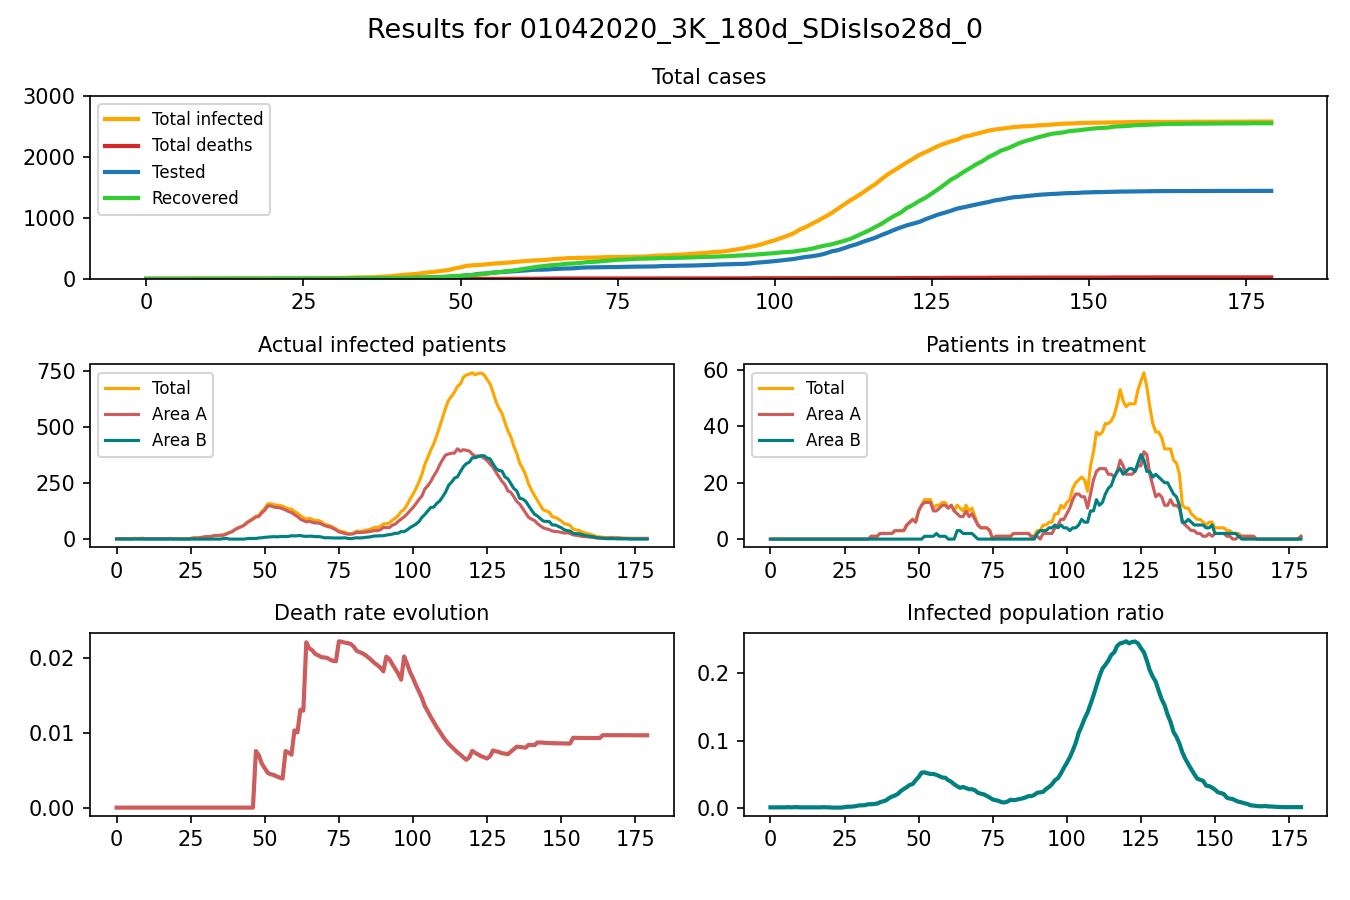 Results for 01042020_3K_180d_SDisIso28d_0
Total cases
3000
2000
1000
0
Total infected
Total deaths
Tested
Recovered
0 25 50 75 100 125 150 175
Actual infected patients
750
500
250
0
Total
Area A
Area B
0 25 50 75 100 125 150 175
Patients in treatment
60
40
20
0
Total
Area A
Area B
0 25 50 75 100 125 150 175
Death rate evolution
0.02
0.01
0.00
0 25 50 75 100 125 150 175
Infected population ratio
0.2
0.1
0.0
0 25 50 75 100 125 150 175